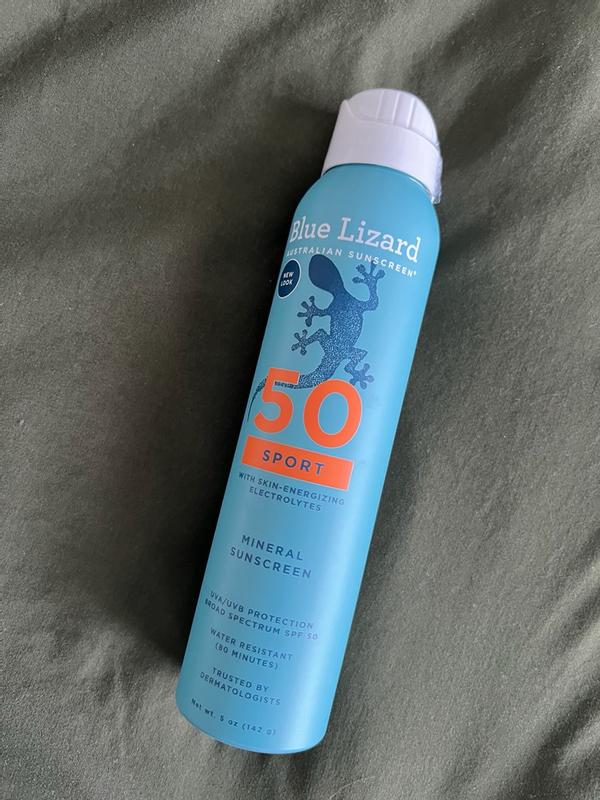 Blue Lizard
AUSTRALIAN SUNSCREEN®
NEW
LOOK
50
SPORT
WITH SKIN-ENERGIZING
ELECTROLYTES
MINERAL
SUNSCREEN
UVA/UVB PROTECTION
BROAD SPECTRUM SPF 50
WATER RESISTANT
(80 MINUTES)
TRUSTED BY
DERMATOLOGISTS
Net wt. 5 oz (142 g)